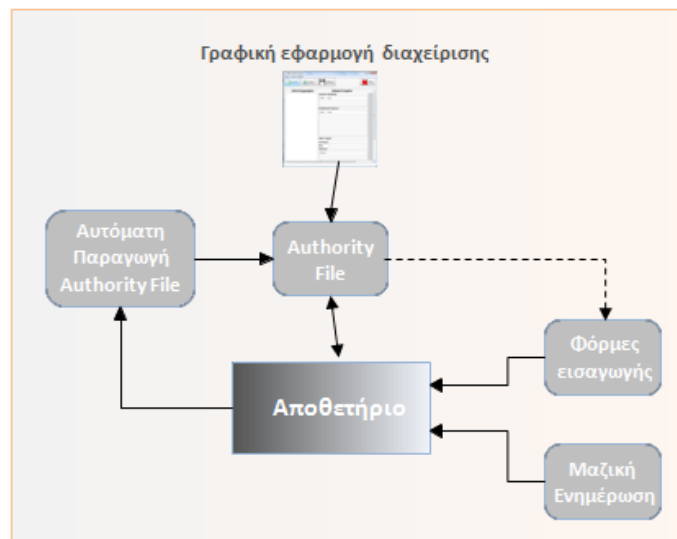 Γραφική εφαρμογή διαχείρισης
Αυτόματη
Παραγωγή
Authority File
Authority
File
Φόρμες
εισαγωγής
Αποθετήριο
Μαζική
Ενημέρωση